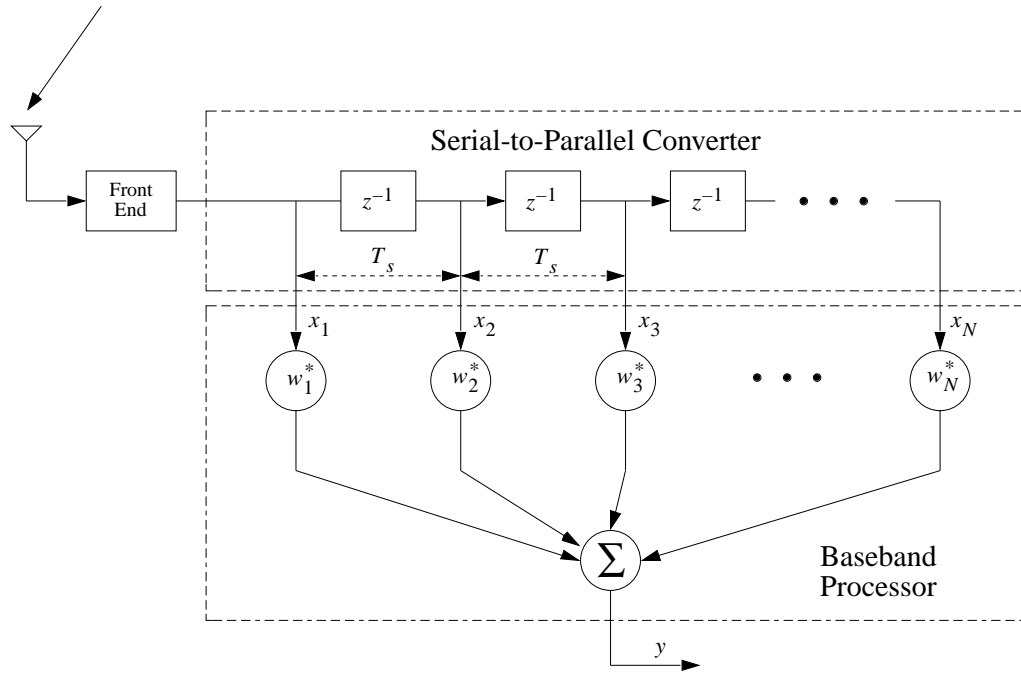 Serial-to-Parallel Converter
Front
End
z⁻¹
z⁻¹
z⁻¹
• • •
T_s
T_s
x_1
x_2
x_3
x_N
w_1^*
w_2^*
w_3^*
• • •
w_N^*
Σ
Baseband
Processor
y